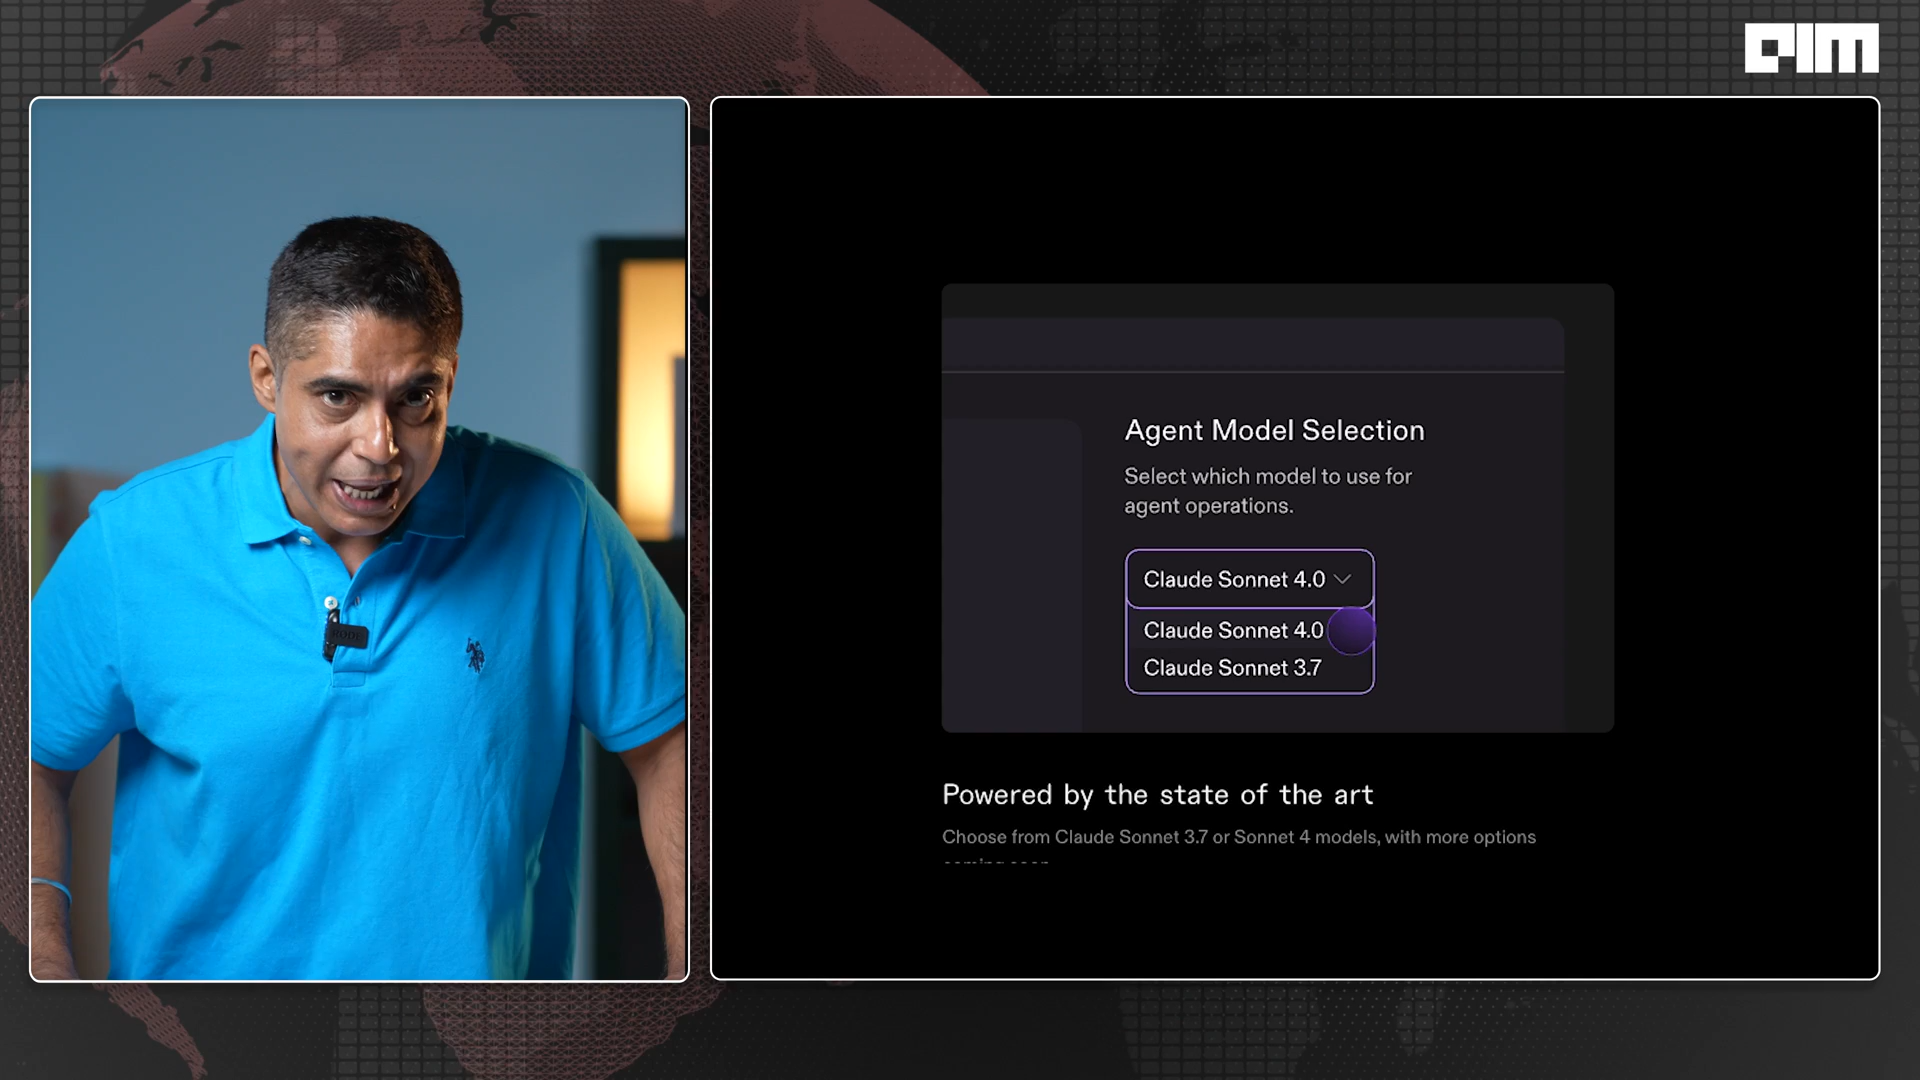 AIM
Agent Model Selection
Select which model to use for
agent operations.
Claude Sonnet 4.0
Claude Sonnet 4.0
Claude Sonnet 3.7
Powered by the state of the art
Choose from Claude Sonnet 3.7 or Sonnet 4 models, with more options
coming soon